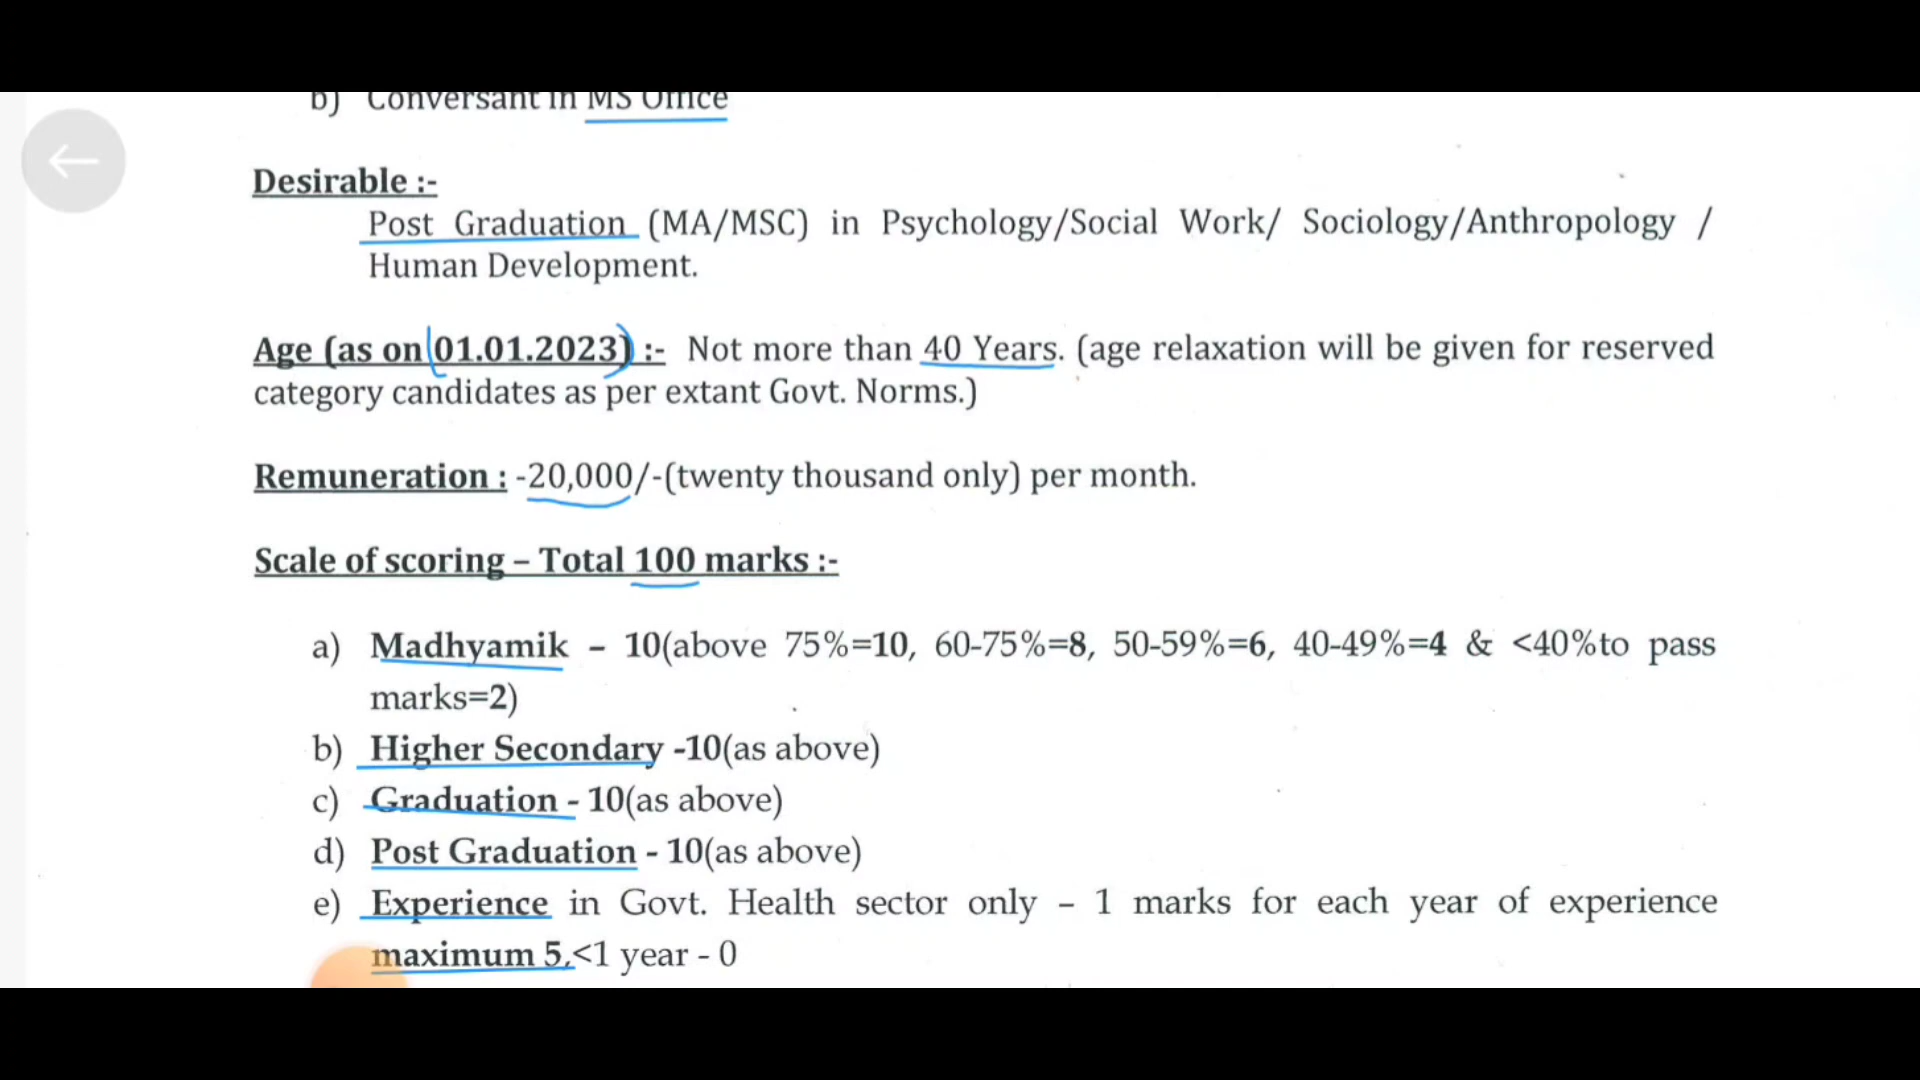 b) Conversant in MS Office
Desirable :-
Post Graduation (MA/MSC) in Psychology/Social Work/ Sociology/Anthropology /
Human Development.
Age (as on 01.01.2023) :- Not more than 40 Years. (age relaxation will be given for reserved
category candidates as per extant Govt. Norms.)
Remuneration : -20,000/-(twenty thousand only) per month.
Scale of scoring – Total 100 marks :-
a) Madhyamik – 10(above 75%=10, 60-75%=8, 50-59%=6, 40-49%=4 & <40%to pass
marks=2)
b) Higher Secondary -10(as above)
c) Graduation - 10(as above)
d) Post Graduation - 10(as above)
e) Experience in Govt. Health sector only – 1 marks for each year of experience
maximum 5,<1 year - 0